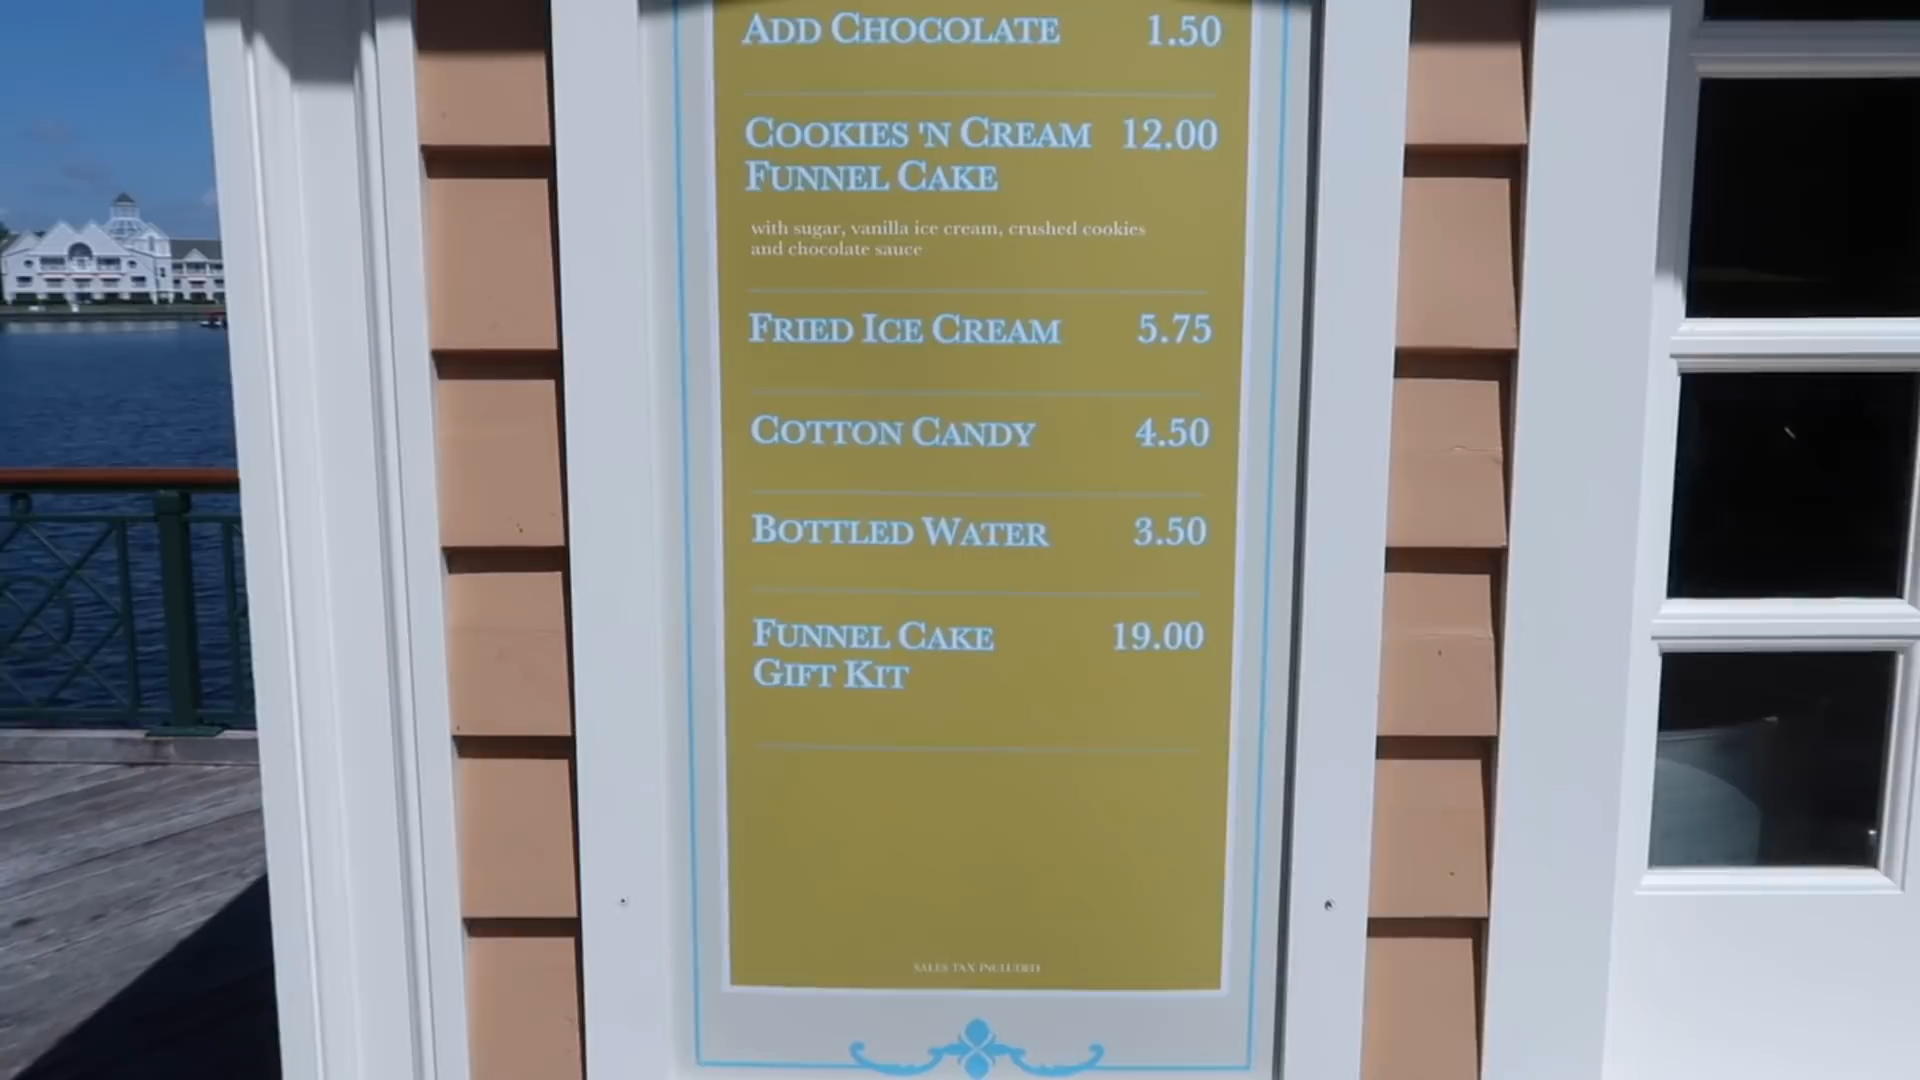 ADD CHOCOLATE 1.50
COOKIES 'N CREAM 12.00
FUNNEL CAKE
with sugar, vanilla ice cream, crushed cookies
and chocolate sauce
FRIED ICE CREAM 5.75
COTTON CANDY 4.50
BOTTLED WATER 3.50
FUNNEL CAKE 19.00
GIFT KIT
SALES TAX INCLUDED